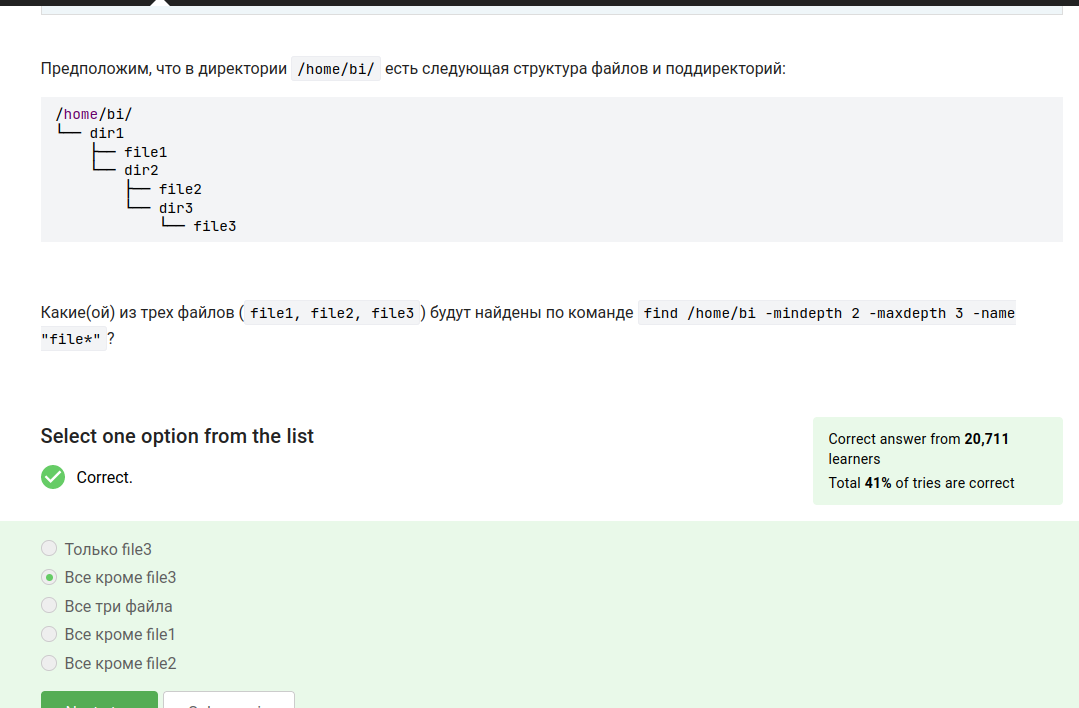 Предположим, что в директории /home/bi/ есть следующая структура файлов и поддиректорий:
/home/bi/
└── dir1
    ├── file1
    └── dir2
        ├── file2
        └── dir3
            └── file3
Какие(ой) из трех файлов ( file1, file2, file3 ) будут найдены по команде find /home/bi -mindepth 2 -maxdepth 3 -name
"file*" ?
Select one option from the list
Correct answer from 20,711
learners
Total 41% of tries are correct
Correct.
Только file3
Все кроме file3
Все три файла
Все кроме file1
Все кроме file2